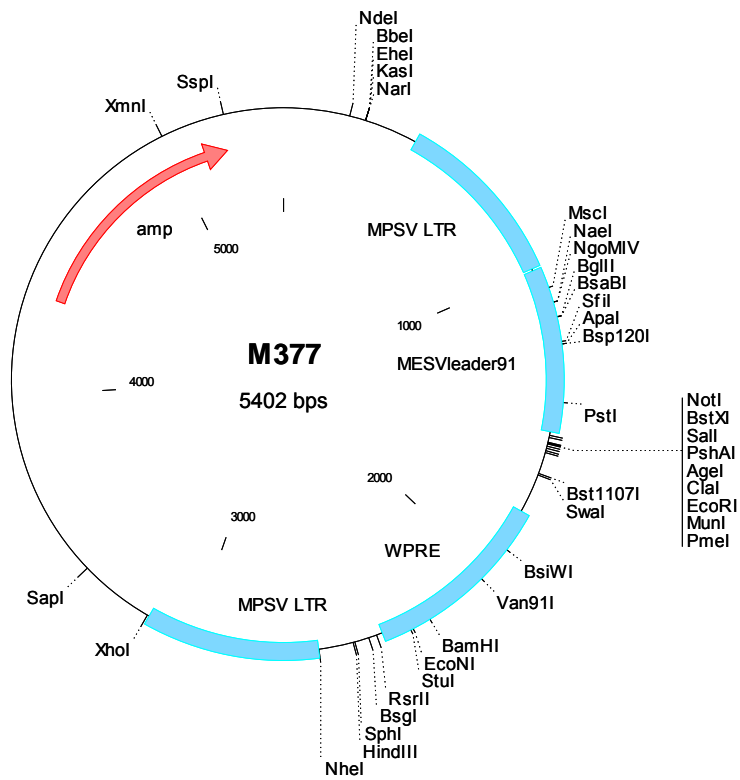 NdeI
BbeI
EheI
KasI
NarI
SspI
XmnI
amp
5000
MPSV LTR
MscI
NaeI
NgoMIV
BglII
BsaBI
SfiI
ApaI
Bsp120I
1000
M377
5402 bps
MESVleader91
4000
PstI
NotI
BstXI
SalI
PshAI
AgeI
ClaI
EcoRI
MunI
PmeI
Bst1107I
SwaI
2000
3000
WPRE
BsiWI
Van91I
MPSV LTR
SapI
XhoI
BamHI
EcoNI
StuI
RsrII
BsgI
SphI
HindIII
NheI